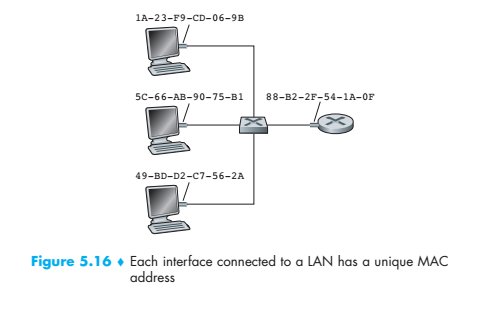 1A-23-F9-CD-06-9B
5C-66-AB-90-75-B1
88-B2-2F-54-1A-0F
49-BD-D2-C7-56-2A
Figure 5.16 ♦ Each interface connected to a LAN has a unique MAC
address